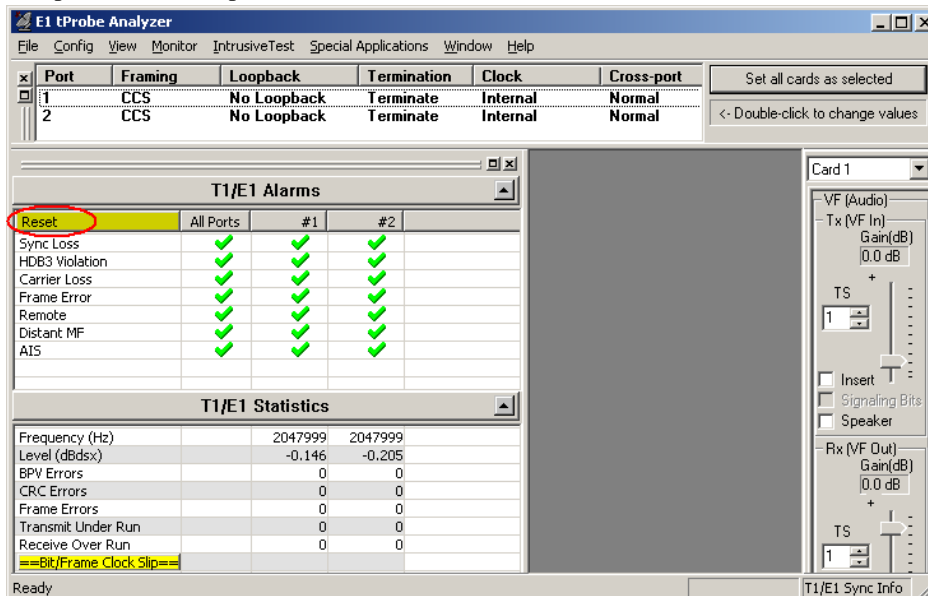 E1 tProbe Analyzer
File Config View Monitor IntrusiveTest Special Applications Window Help
Port Framing Loopback Termination Clock Cross-port
1 CCS No Loopback Terminate Internal Normal
2 CCS No Loopback Terminate Internal Normal
Set all cards as selected
<- Double-click to change values
T1/E1 Alarms
Reset All Ports #1 #2
Sync Loss
HDB3 Violation
Carrier Loss
Frame Error
Remote
Distant MF
AIS
T1/E1 Statistics
Frequency (Hz) 2047999 2047999
Level (dBdsx) -0.146 -0.205
BPV Errors 0 0
CRC Errors 0 0
Frame Errors 0 0
Transmit Under Run 0 0
Receive Over Run 0 0
==Bit/Frame Clock Slip==
Card 1
VF (Audio)
Tx (VF In)
Gain(dB)
0.0 dB
+
TS
1
-
Insert
Signaling Bits
Speaker
Rx (VF Out)
Gain(dB)
0.0 dB
+
TS
1
Ready
T1/E1 Sync Info